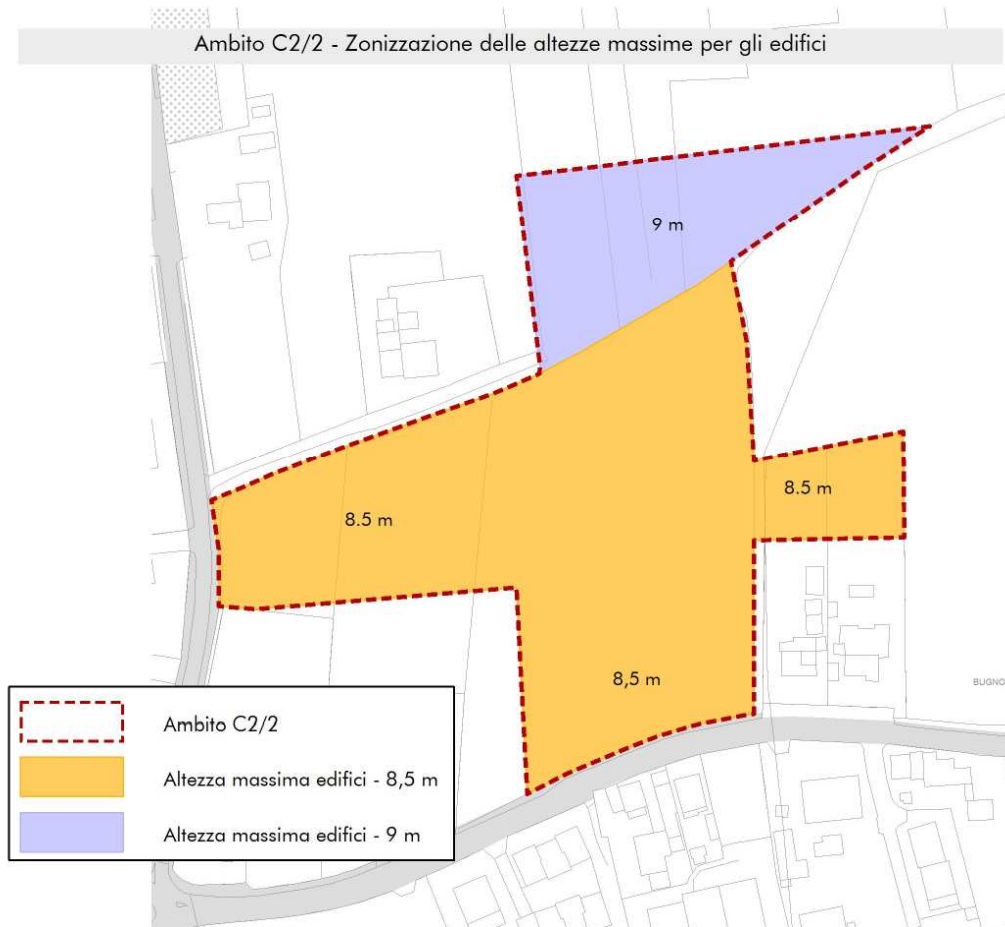 Ambito C2/2 - Zonizzazione delle altezze massime per gli edifici
9 m
8.5 m
8.5 m
8,5 m
BUGNO
Ambito C2/2
Altezza massima edifici - 8,5 m
Altezza massima edifici - 9 m